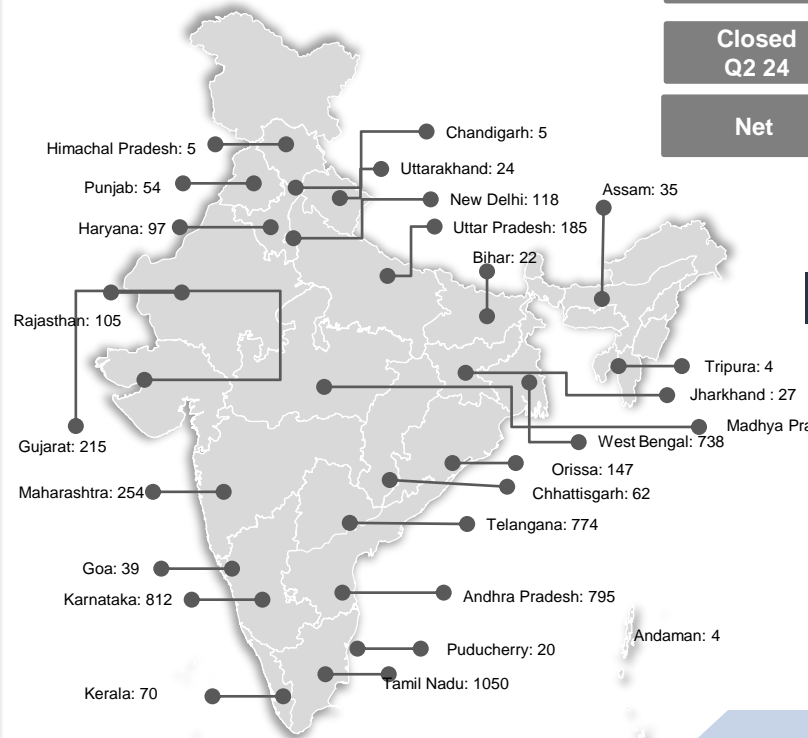 Closed
Q2 24
Net
Chandigarh: 5
Himachal Pradesh: 5
Uttarakhand: 24
Punjab: 54
New Delhi: 118
Assam: 35
Haryana: 97
Uttar Pradesh: 185
Bihar: 22
Rajasthan: 105
Tripura: 4
Jharkhand : 27
Madhya Pra
Gujarat: 215
West Bengal: 738
Orissa: 147
Maharashtra: 254
Chhattisgarh: 62
Telangana: 774
Goa: 39
Karnataka: 812
Andhra Pradesh: 795
Andaman: 4
Puducherry: 20
Tamil Nadu: 1050
Kerala: 70